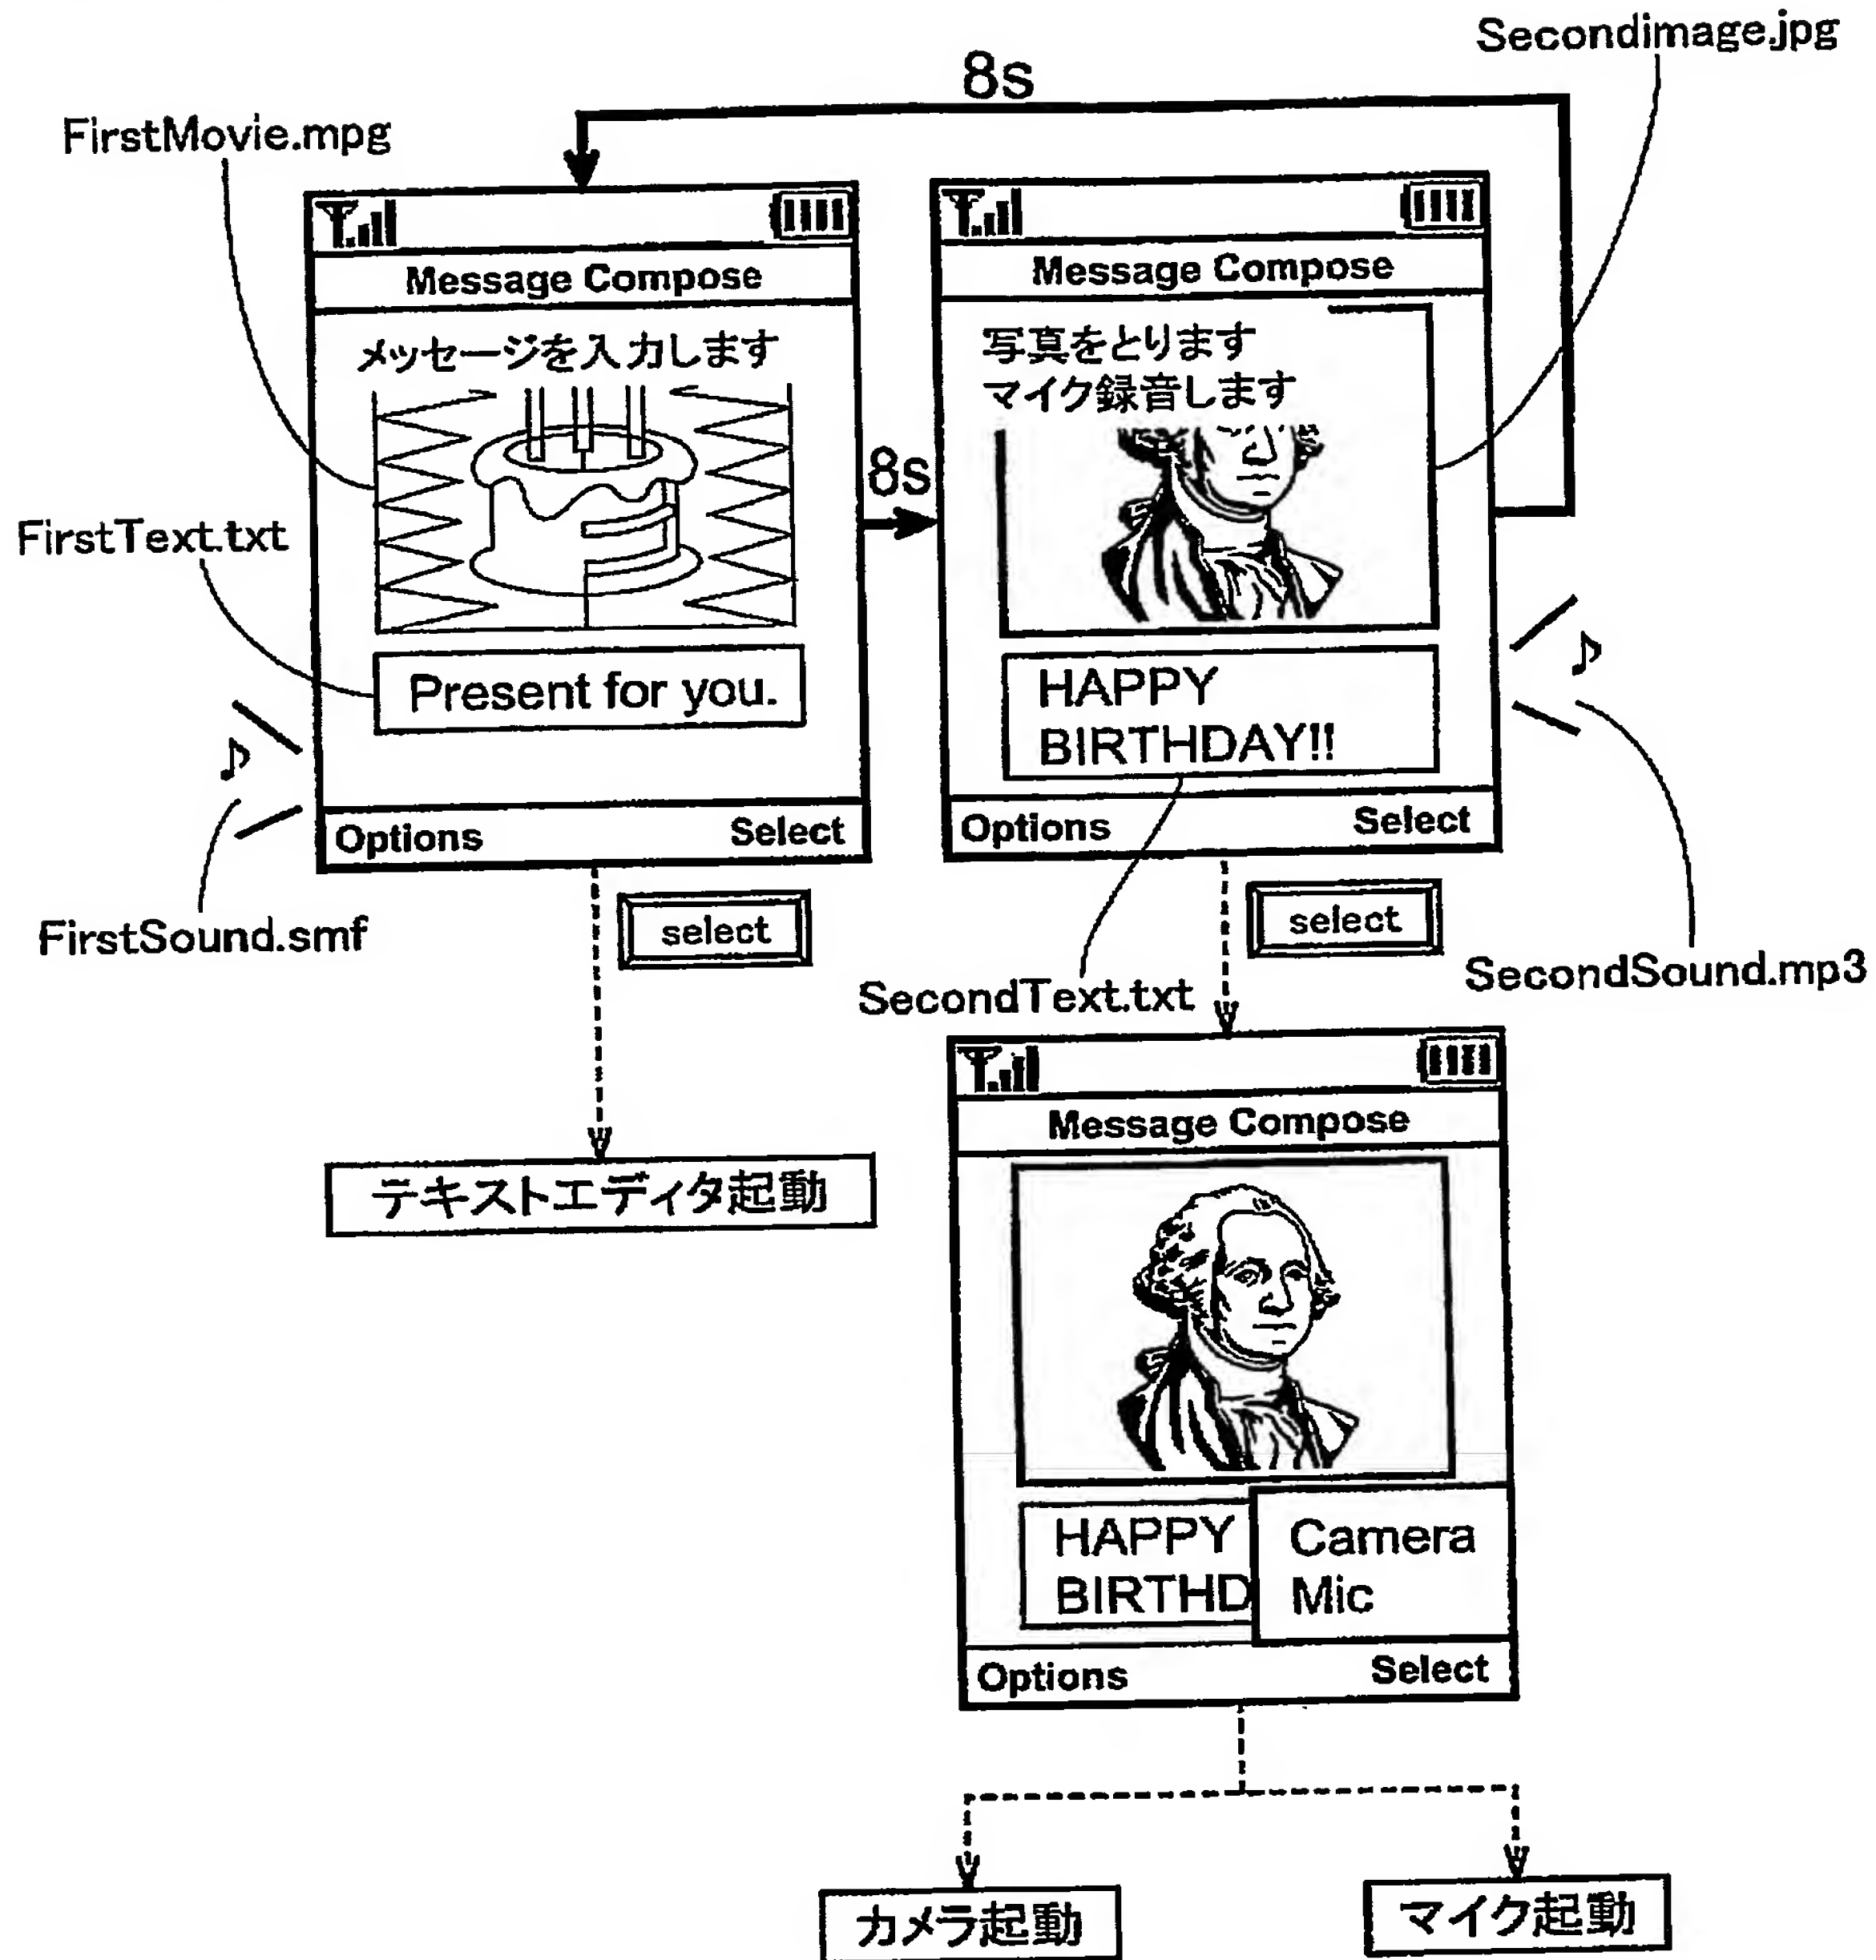 Secondimage.jpg
8s
FirstMovie.mpg
Message Compose
メッセージを入力します
FirstText.txt
Present for you.
Options Select
FirstSound.smf
select
テキストエディタ起動
8s
Message Compose
写真をとります
マイク録音します
♪
HAPPY
BIRTHDAY!!
♪
Options Select
select
SecondText.txt
SecondSound.mp3
Message Compose
HAPPY
BIRTHD
Camera
Mic
Options Select
カメラ起動
マイク起動